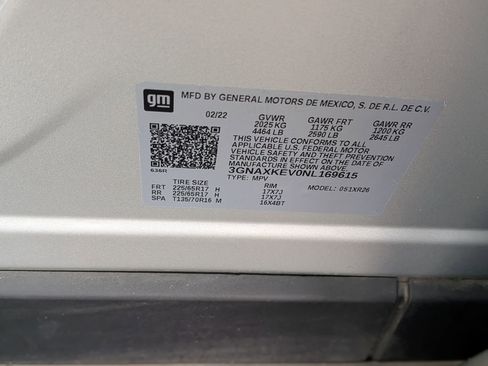 gm MFD BY GENERAL MOTORS DE MEXICO, S. DE R.L. DE C.V.
02/22 GVWR GAWR FRT GAWR RR
2025 KG 1175 KG 1200 KG
4464 LB 2590 LB 2645 LB
THIS VEHICLE CONFORMS TO ALL
APPLICABLE U.S. FEDERAL MOTOR
VEHICLE SAFETY AND THEFT PREVENTION
STANDARDS IN EFFECT ON THE DATE OF
MANUFACTURE SHOWN ABOVE.
3GNAXKEV0NL169615
TYPE: MPV MODEL: 051XR26
TIRE SIZE RIM
FRT 225/65R17 H 17X7J
RR 225/65R17 H 17X7J
SPA T135/70R16 M 16X4BT